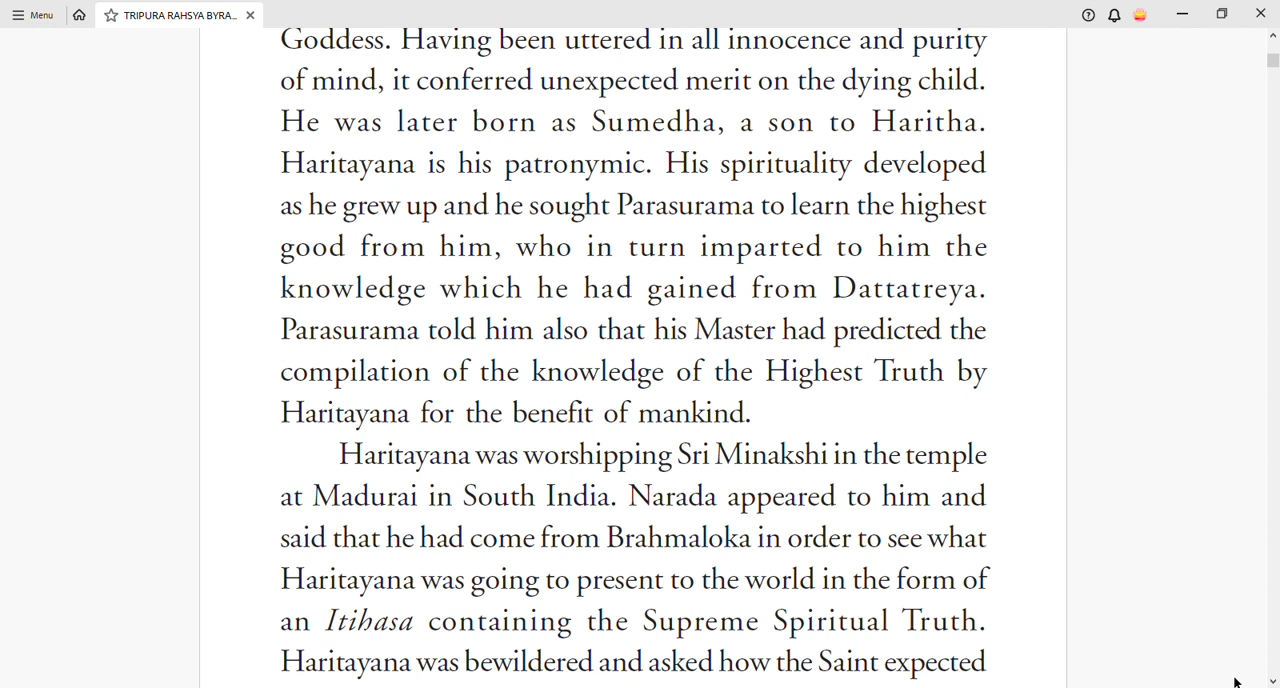 Menu
TRIPURA RAHSYA BYRA...
Goddess. Having been uttered in all innocence and purity
of mind, it conferred unexpected merit on the dying child.
He was later born as Sumedha, a son to Haritha.
Haritayana is his patronymic. His spirituality developed
as he grew up and he sought Parasurama to learn the highest
good from him, who in turn imparted to him the
knowledge which he had gained from Dattatreya.
Parasurama told him also that his Master had predicted the
compilation of the knowledge of the Highest Truth by
Haritayana for the benefit of mankind.
Haritayana was worshipping Sri Minakshi in the temple
at Madurai in South India. Narada appeared to him and
said that he had come from Brahmaloka in order to see what
Haritayana was going to present to the world in the form of
an Itihasa containing the Supreme Spiritual Truth.
Haritayana was bewildered and asked how the Saint expected